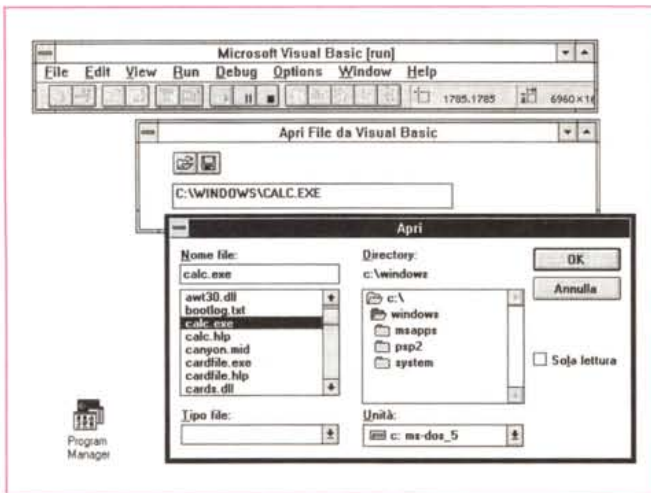 Microsoft Visual Basic [run]
File Edit View Run Debug Options Window Help
1785,1785 6960×16
Apri File da Visual Basic
C:\WINDOWS\CALC.EXE
Apri
Nome file:
calc.exe
awt30.dll
bootlog.txt
calc.exe
calc.hlp
canyon.mid
cardfile.exe
cardfile.hlp
cards.dll
Tipo file:
Directory:
c:\windows
c:\
windows
msapps
psp2
system
Unità:
c: ms-dos_5
OK
Annulla
Sola lettura
Program
Manager